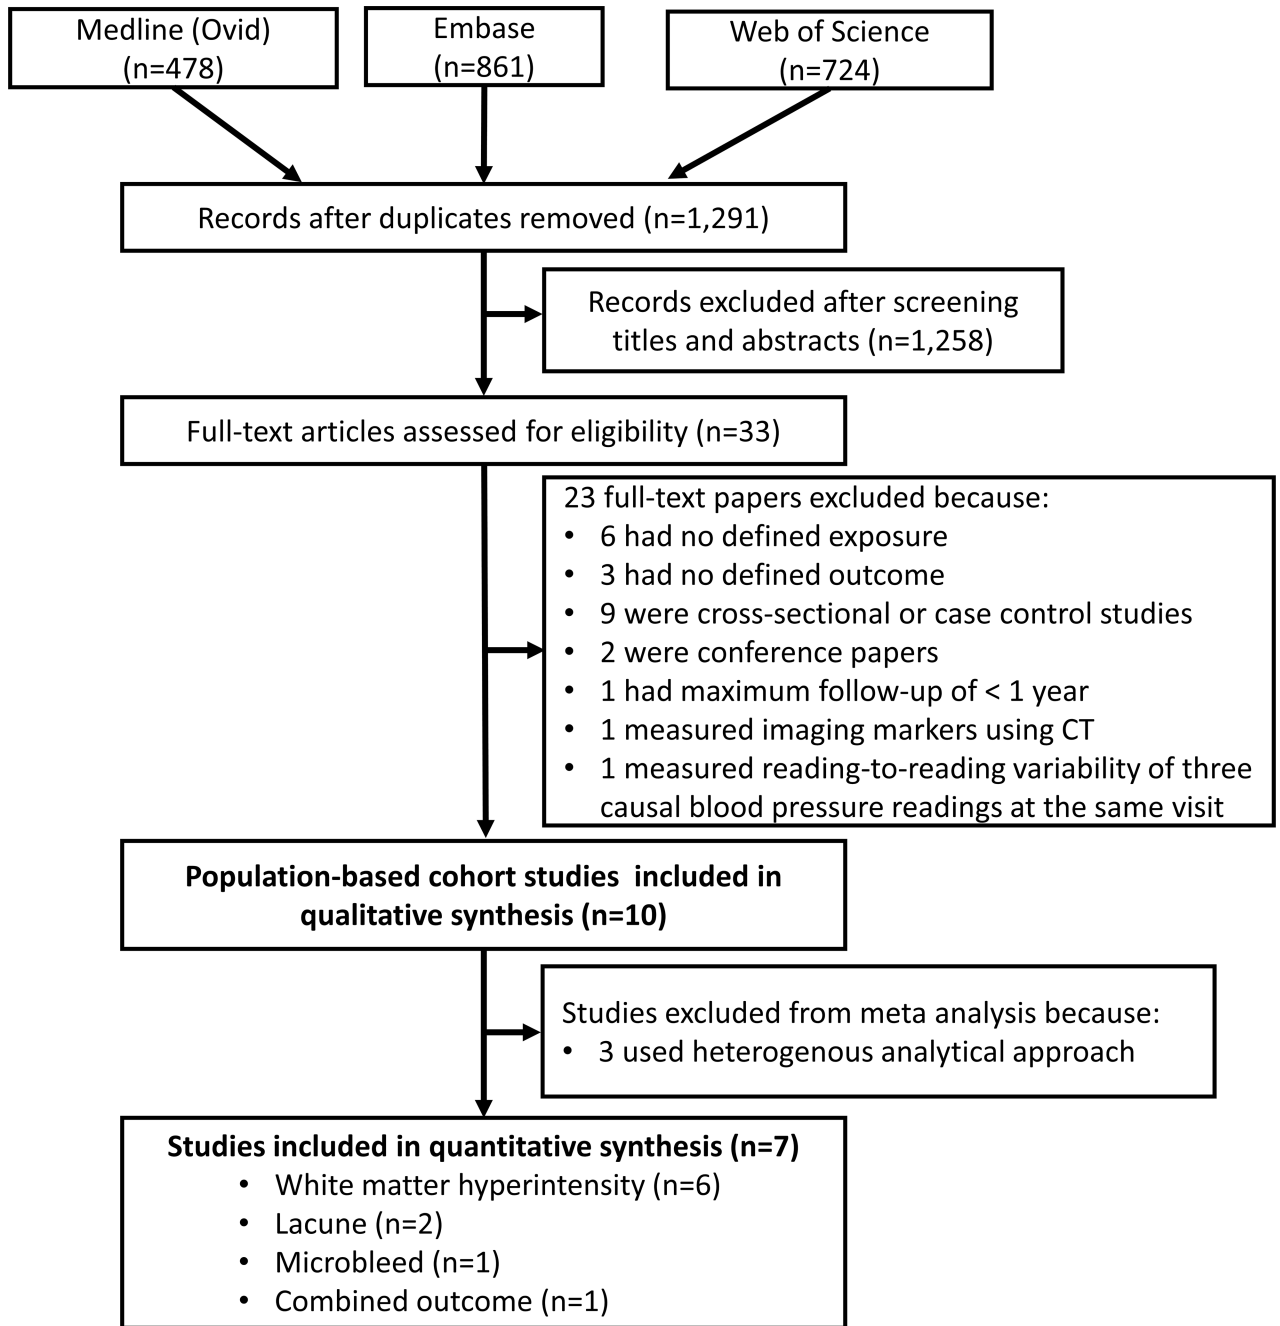 Medline (Ovid)
(n=478)
Embase
(n=861)
Web of Science
(n=724)
Records after duplicates removed (n=1,291)
Records excluded after screening
titles and abstracts (n=1,258)
Full-text articles assessed for eligibility (n=33)
23 full-text papers excluded because:
• 6 had no defined exposure
• 3 had no defined outcome
• 9 were cross-sectional or case control studies
• 2 were conference papers
• 1 had maximum follow-up of < 1 year
• 1 measured imaging markers using CT
• 1 measured reading-to-reading variability of three
causal blood pressure readings at the same visit
Population-based cohort studies included in
qualitative synthesis (n=10)
Studies excluded from meta analysis because:
• 3 used heterogenous analytical approach
Studies included in quantitative synthesis (n=7)
• White matter hyperintensity (n=6)
• Lacune (n=2)
• Microbleed (n=1)
• Combined outcome (n=1)